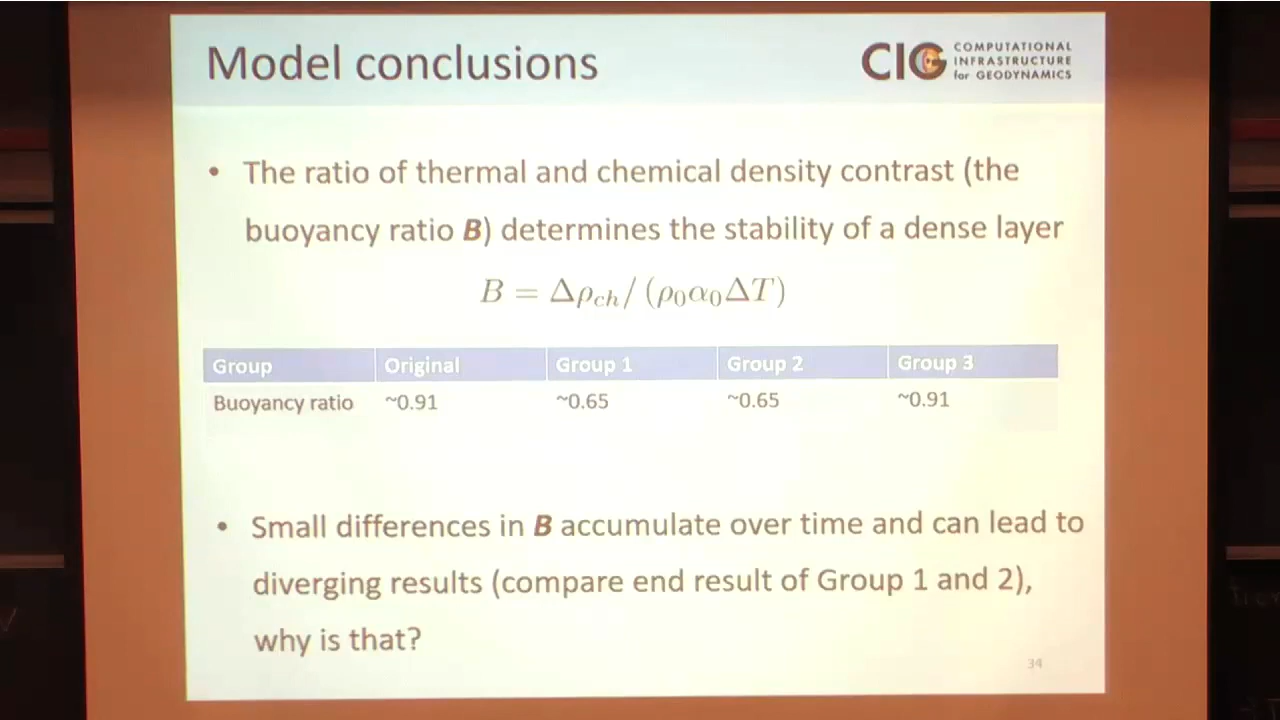 Model conclusions
CIG
COMPUTATIONAL
INFRASTRUCTURE
for GEODYNAMICS
• The ratio of thermal and chemical density contrast (the
buoyancy ratio B) determines the stability of a dense layer
B = Δρch / (ρ0α0ΔT)
Group Original Group 1 Group 2 Group 3
Buoyancy ratio ~0.91 ~0.65 ~0.65 ~0.91
• Small differences in B accumulate over time and can lead to
diverging results (compare end result of Group 1 and 2),
why is that?
34